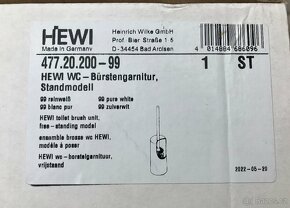 HEWI
Made in Germany
Heinrich Wilke GmbH
Prof. Bier Straße 1 5
D-34454 Bad Arolsen
4 014884 686096
477.20.200-99
1 ST
HEWI WC-Bürstengarnitur,
Standmodell
99 reinweiß 99 pure white
99 blanc pur 99 zuiverwit
HEWI toilet brush unit,
free-standing model
ensemble brosse wc HEWI,
modèle à poser
HEWI wc-borstelgarnituur,
vrijstaand
2022-05-20